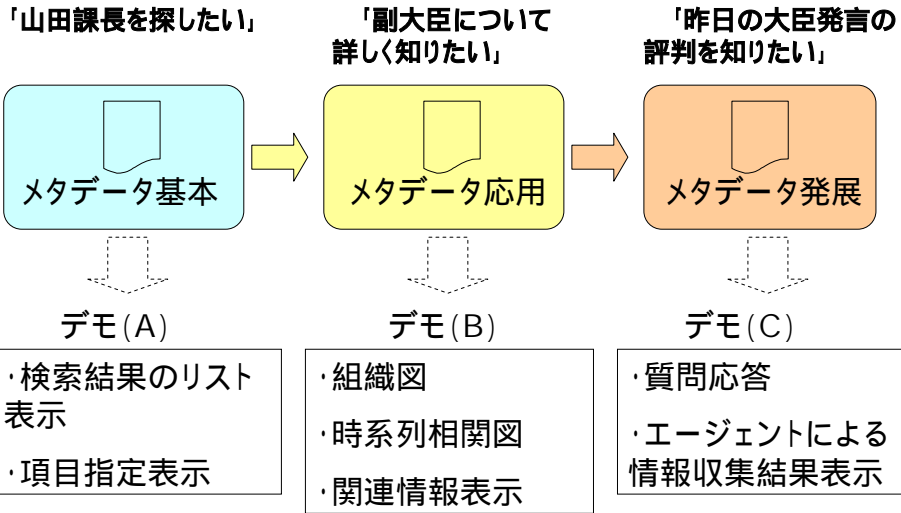 「山田課長を探したい」
「副大臣について
詳しく知りたい」
「昨日の大臣発言の
評判を知りたい」
メタデータ基本
メタデータ応用
メタデータ発展
デモ(A)
・検索結果のリスト
表示
・項目指定表示
デモ(B)
・組織図
・時系列相関図
・関連情報表示
デモ(C)
・質問応答
・エージェントによる
情報収集結果表示